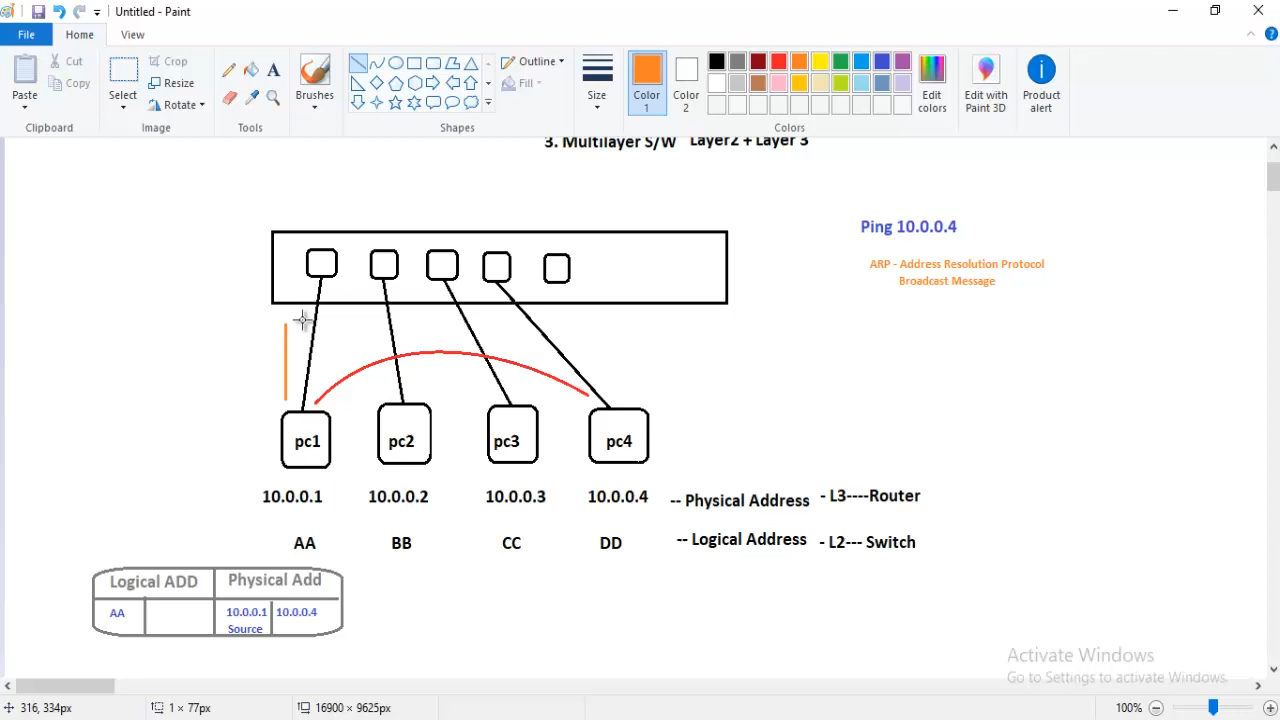 Untitled - Paint
File Home View
Paste Cut Copy Select Crop Resize Rotate Brushes Outline Fill Size Color 1 Color 2 Edit colors Edit with Paint 3D Product alert
Clipboard Image Tools Shapes Colors
3. Multilayer S/W Layer2 + Layer 3
Ping 10.0.0.4
ARP - Address Resolution Protocol
Broadcast Message
pc1 pc2 pc3 pc4
10.0.0.1 10.0.0.2 10.0.0.3 10.0.0.4 -- Physical Address - L3----Router
AA BB CC DD -- Logical Address - L2--- Switch
Logical ADD Physical Add
AA 10.0.0.1 10.0.0.4
Source
Activate Windows
Go to Settings to activate Windows.
316, 334px 1 × 77px 16900 × 9625px 100%